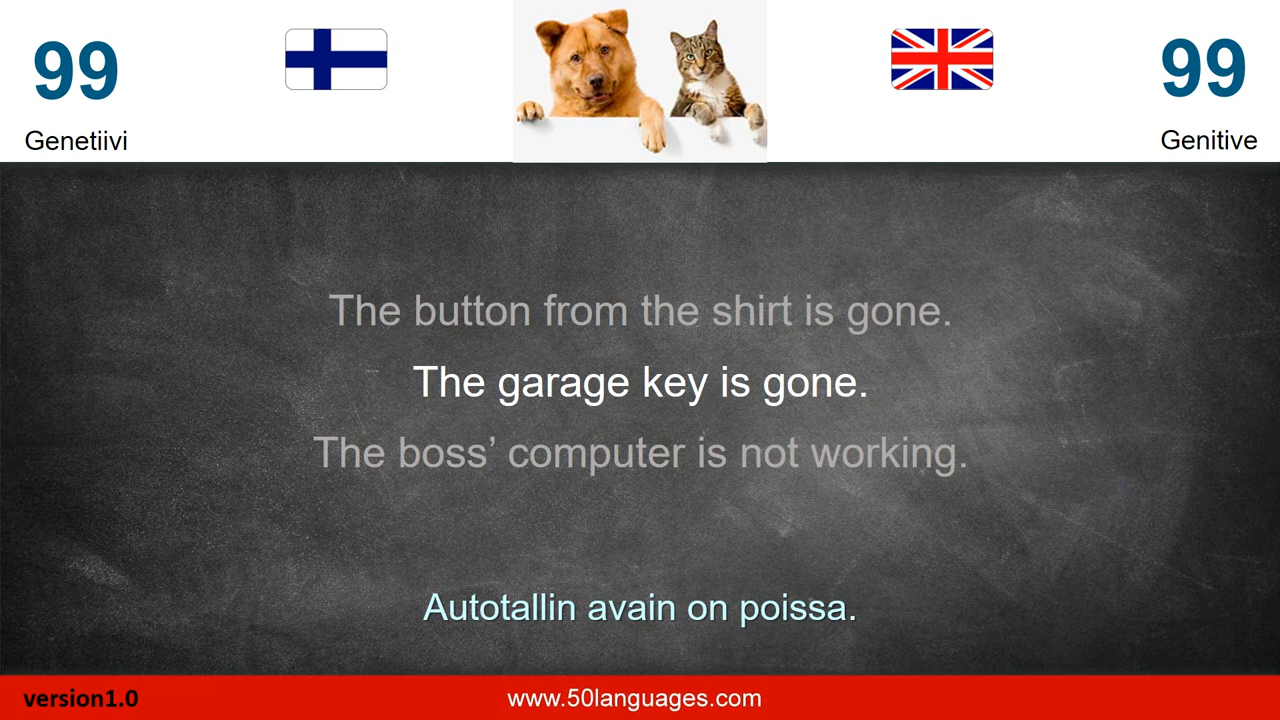 99
Genetiivi
99
Genitive
The button from the shirt is gone.
The garage key is gone.
The boss’ computer is not working.
Autotallin avain on poissa.
version1.0
www.50languages.com